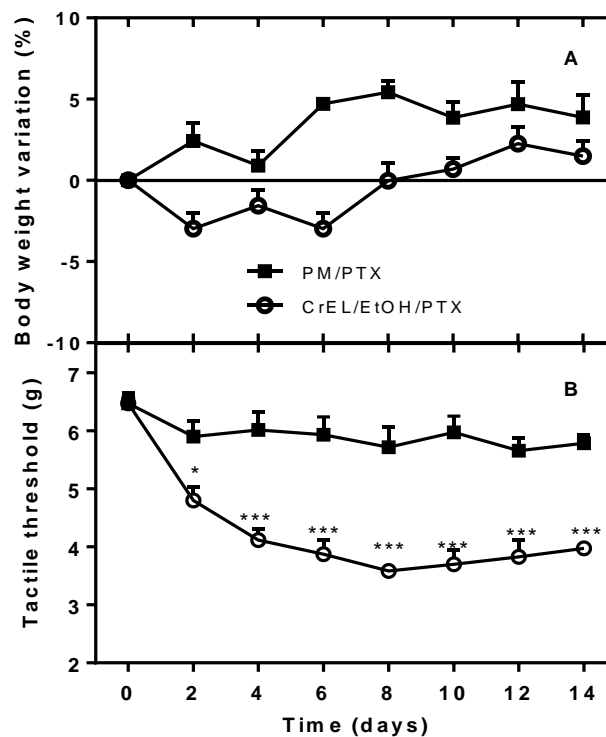 10
5
0
-5
-10
Body weight variation (%)
A
PM/PTX
CrEL/EtOH/PTX
7
6
5
4
3
2
Tactile threshold (g)
B
*
***
***
***
***
***
***
0 2 4 6 8 10 12 14
Time (days)